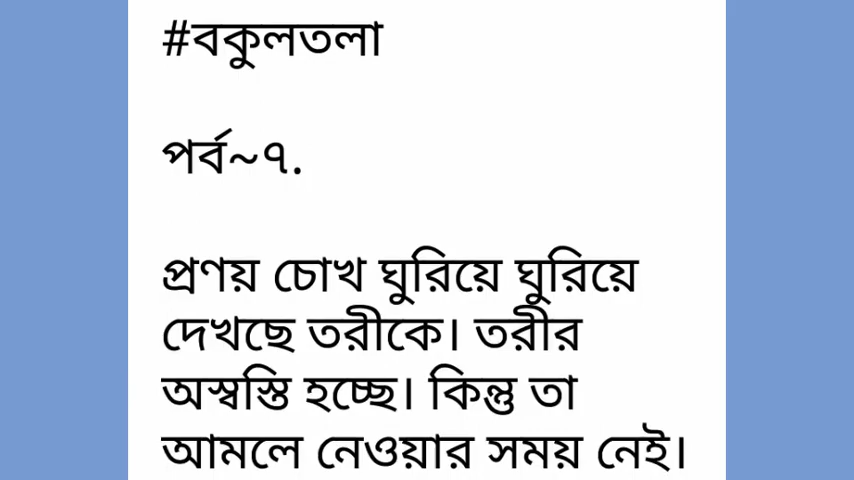 #বকুলতলা
পর্ব~৭.
প্রণয় চোখ ঘুরিয়ে ঘুরিয়ে
দেখছে তরীকে। তরীর
অস্বস্তি হচ্ছে। কিন্তু তা
আমলে নেওয়ার সময় নেই।